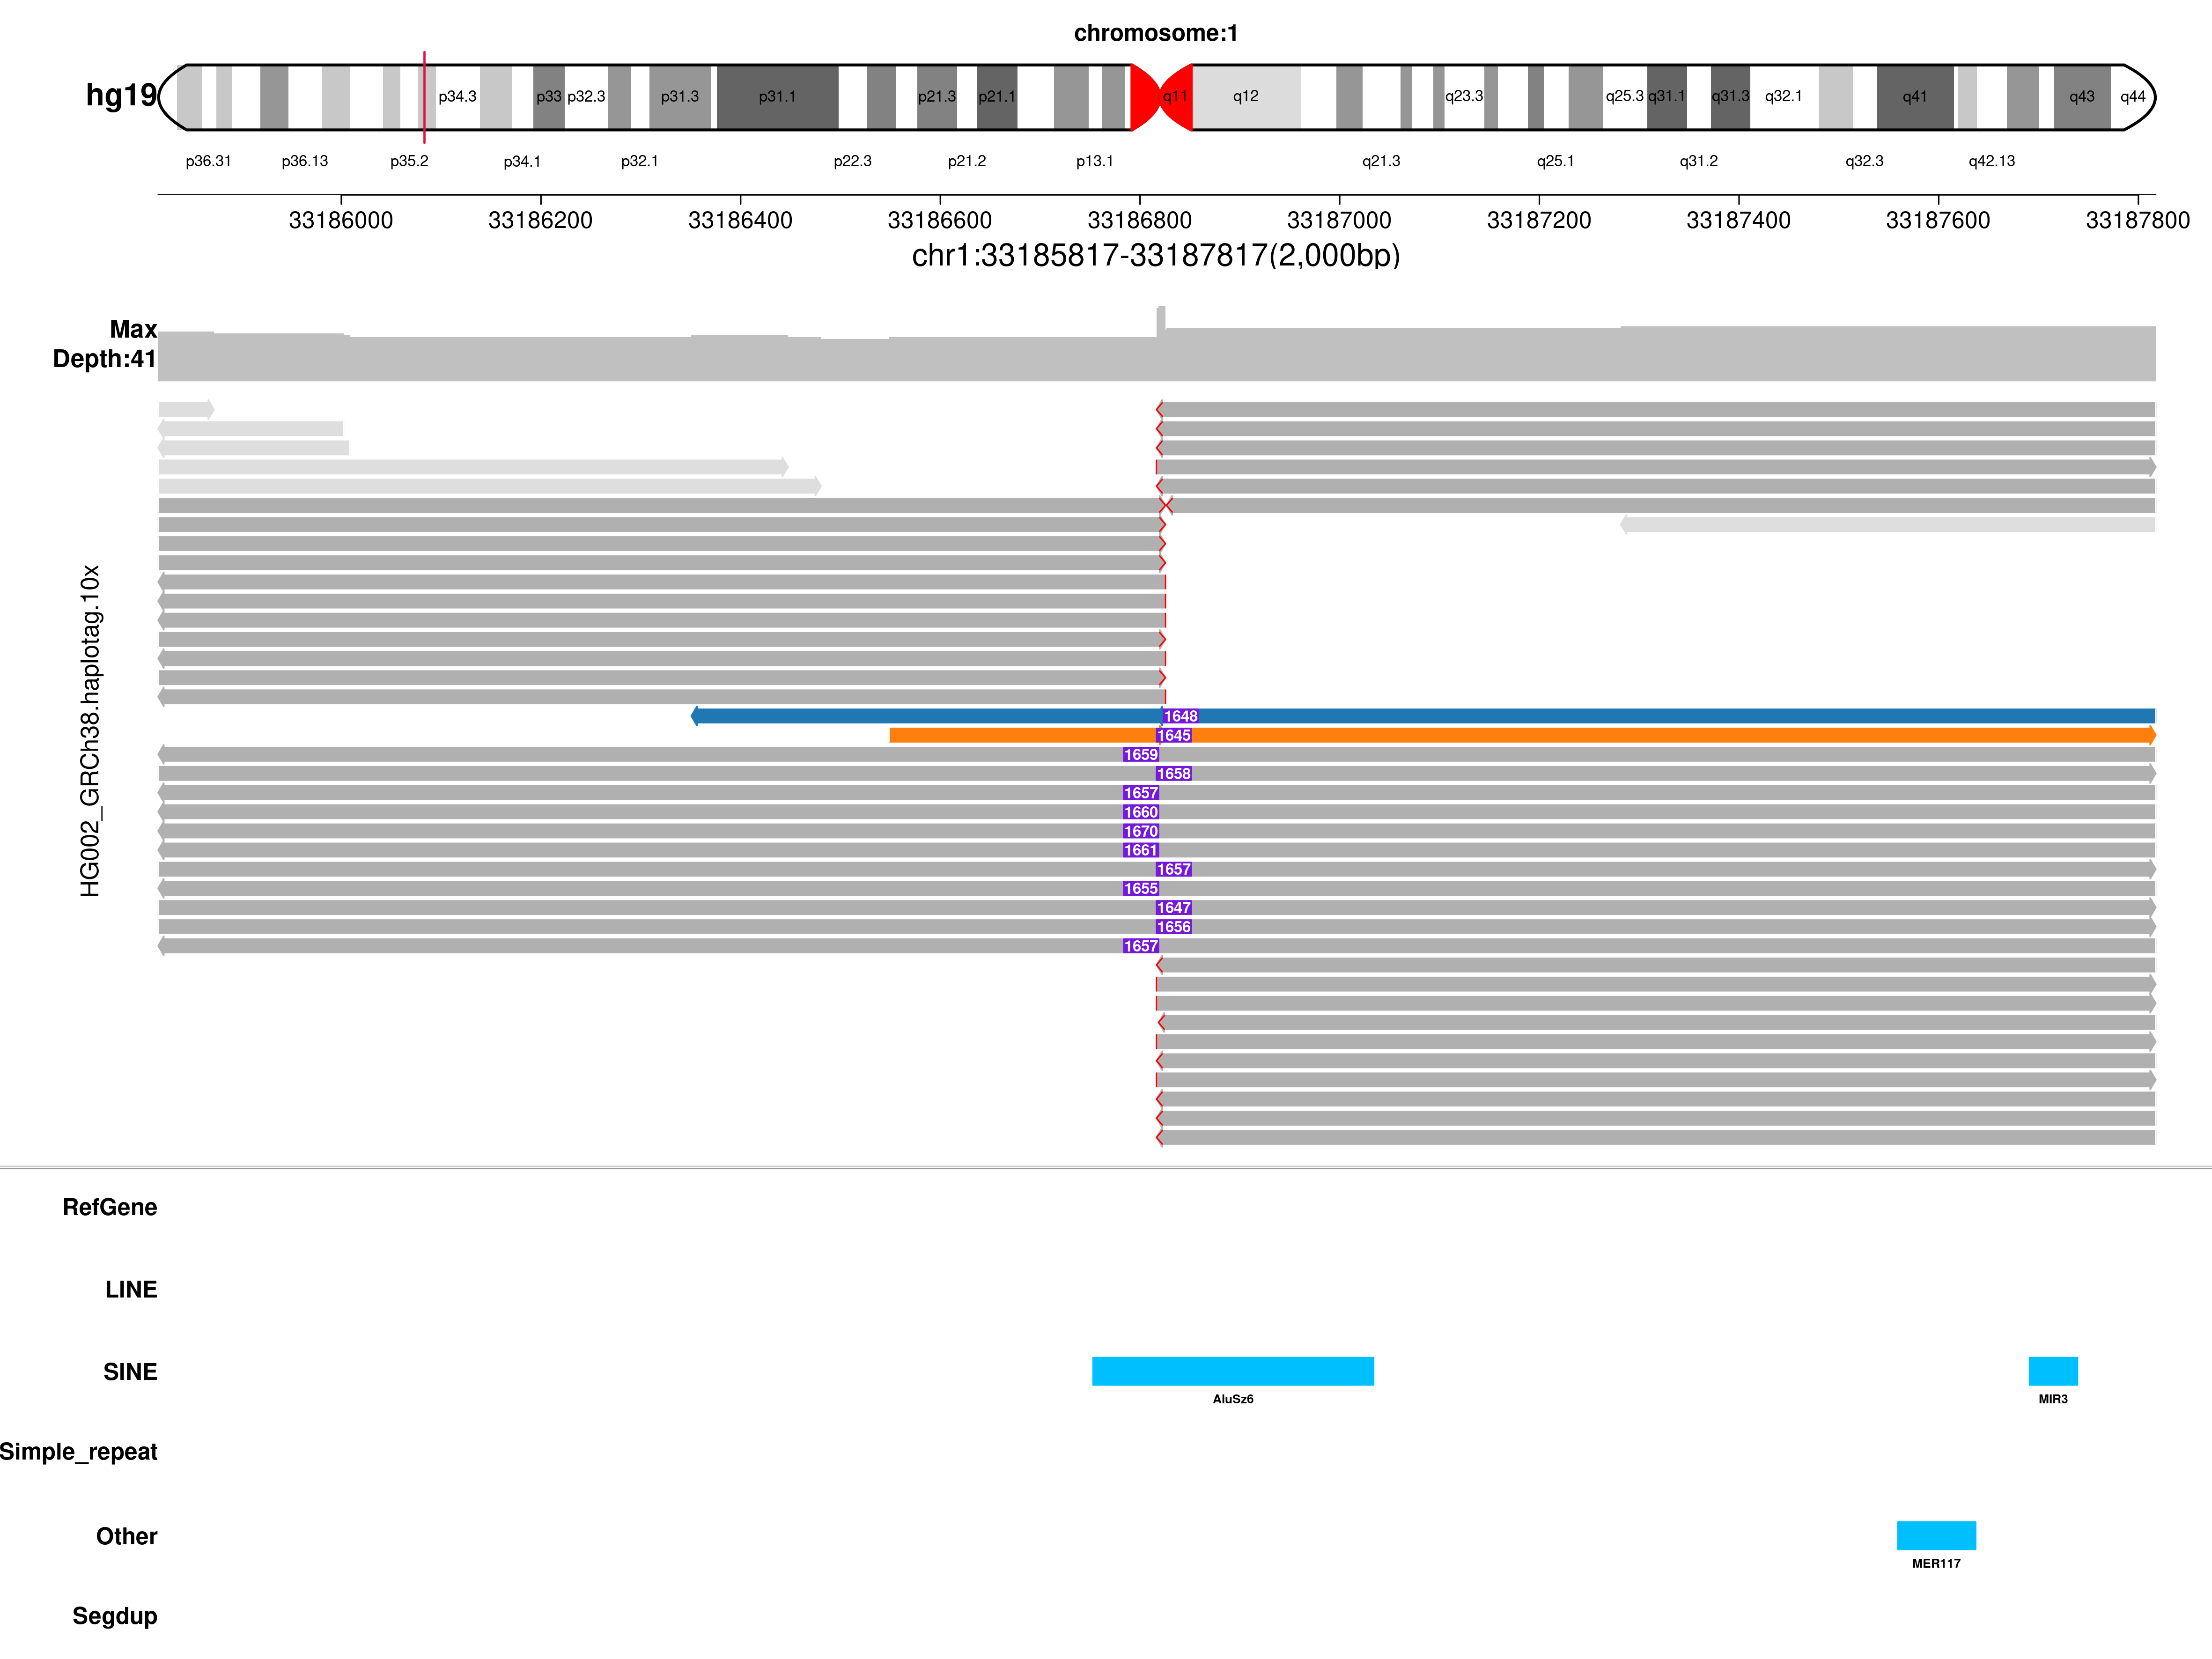 chromosome:1
hg19
p34.3 p33 p32.3 p31.3 p31.1 p21.3 p21.1 q11 q12 q23.3 q25.3 q31.1 q31.3 q32.1 q41 q43 q44
p36.31 p36.13 p35.2 p34.1 p32.1 p22.3 p21.2 p13.1 q21.3 q25.1 q31.2 q32.3 q42.13
33186000 33186200 33186400 33186600 33186800 33187000 33187200 33187400 33187600 33187800
chr1:33185817-33187817(2,000bp)
Max
Depth:41
HG002_GRCh38.haplotag.10x
1648
1645
1659
1658
1657
1660
1670
1661
1657
1655
1647
1656
1657
RefGene
LINE
SINE
AluSz6 MIR3
Simple_repeat
Other
MER117
Segdup